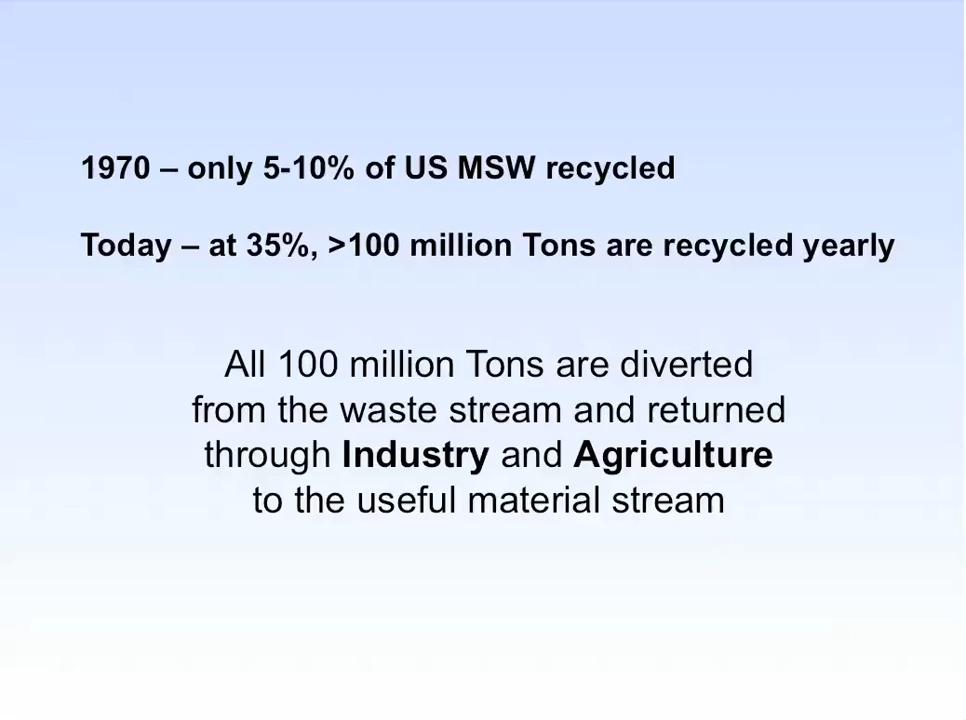 1970 – only 5-10% of US MSW recycled
Today – at 35%, >100 million Tons are recycled yearly
All 100 million Tons are diverted
from the waste stream and returned
through Industry and Agriculture
to the useful material stream